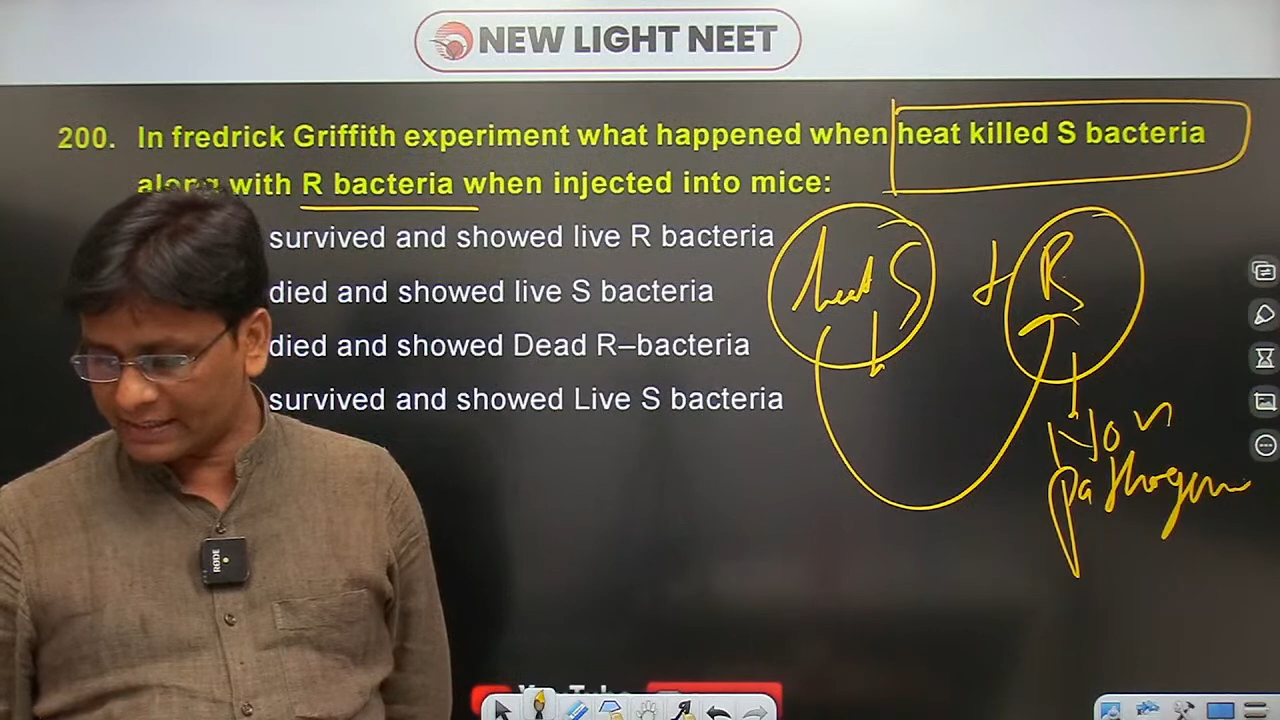 NEW LIGHT NEET
200. In fredrick Griffith experiment what happened when heat killed S bacteria
along with R bacteria when injected into mice:
survived and showed live R bacteria
died and showed live S bacteria
died and showed Dead R–bacteria
survived and showed Live S bacteria
heat S + R
Non
pathogen
RODE
YouTube